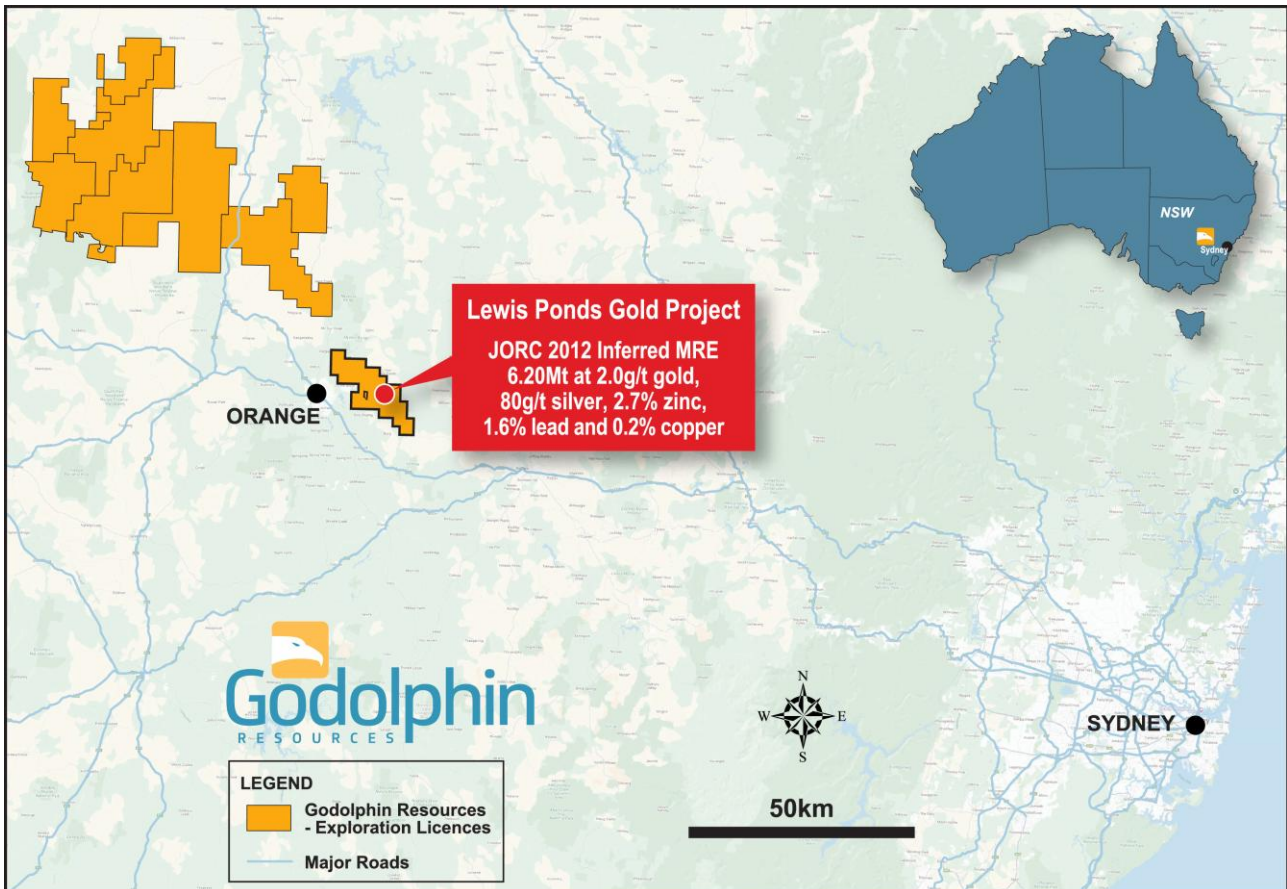 NSW
Sydney
Lewis Ponds Gold Project
JORC 2012 Inferred MRE
6.20Mt at 2.0g/t gold,
80g/t silver, 2.7% zinc,
1.6% lead and 0.2% copper
ORANGE
Godolphin
RESOURCES
N
W
E
S
SYDNEY
LEGEND
Godolphin Resources
- Exploration Licences
Major Roads
50km